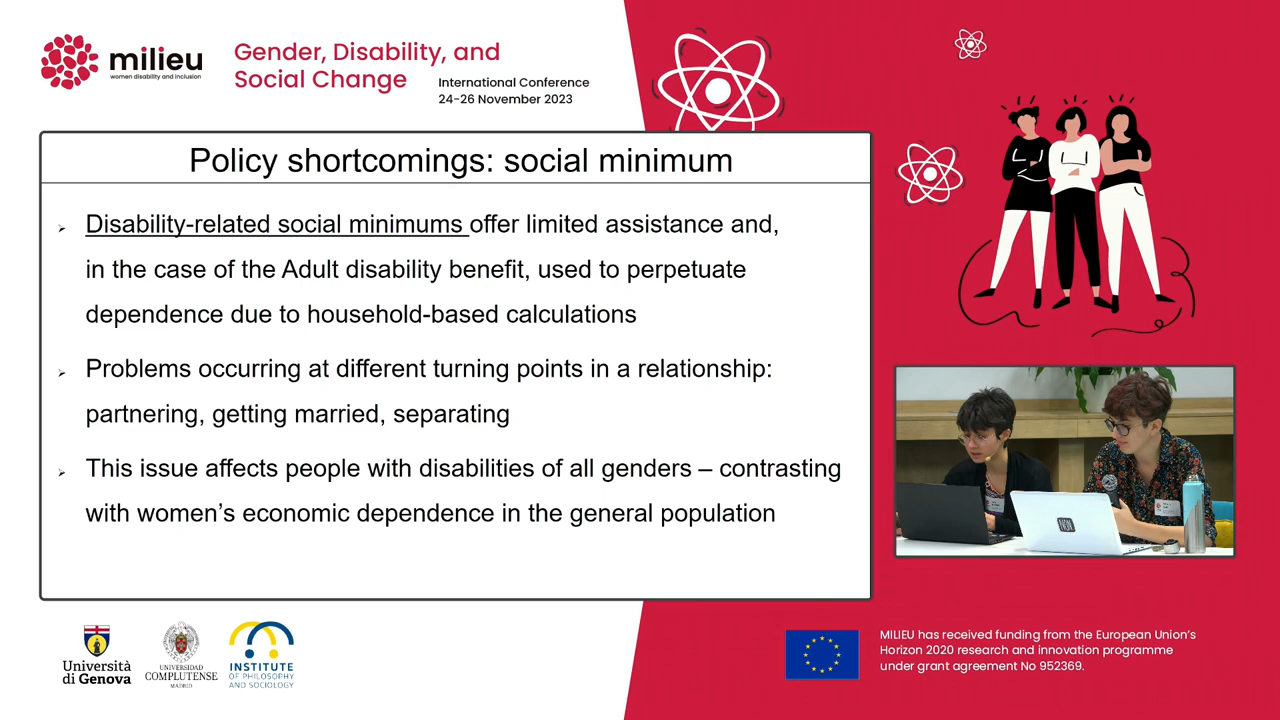 milieu
women disability and inclusion
Gender, Disability, and
Social Change
International Conference
24-26 November 2023
Policy shortcomings: social minimum
Disability-related social minimums offer limited assistance and,
in the case of the Adult disability benefit, used to perpetuate
dependence due to household-based calculations
Problems occurring at different turning points in a relationship:
partnering, getting married, separating
This issue affects people with disabilities of all genders – contrasting
with women's economic dependence in the general population
Università
di Genova
UNIVERSIDAD
COMPLUTENSE
MADRID
INSTITUTE
OF PHILOSOPHY
AND SOCIOLOGY
MILIEU has received funding from the European Union's
Horizon 2020 research and innovation programme
under grant agreement No 952369.